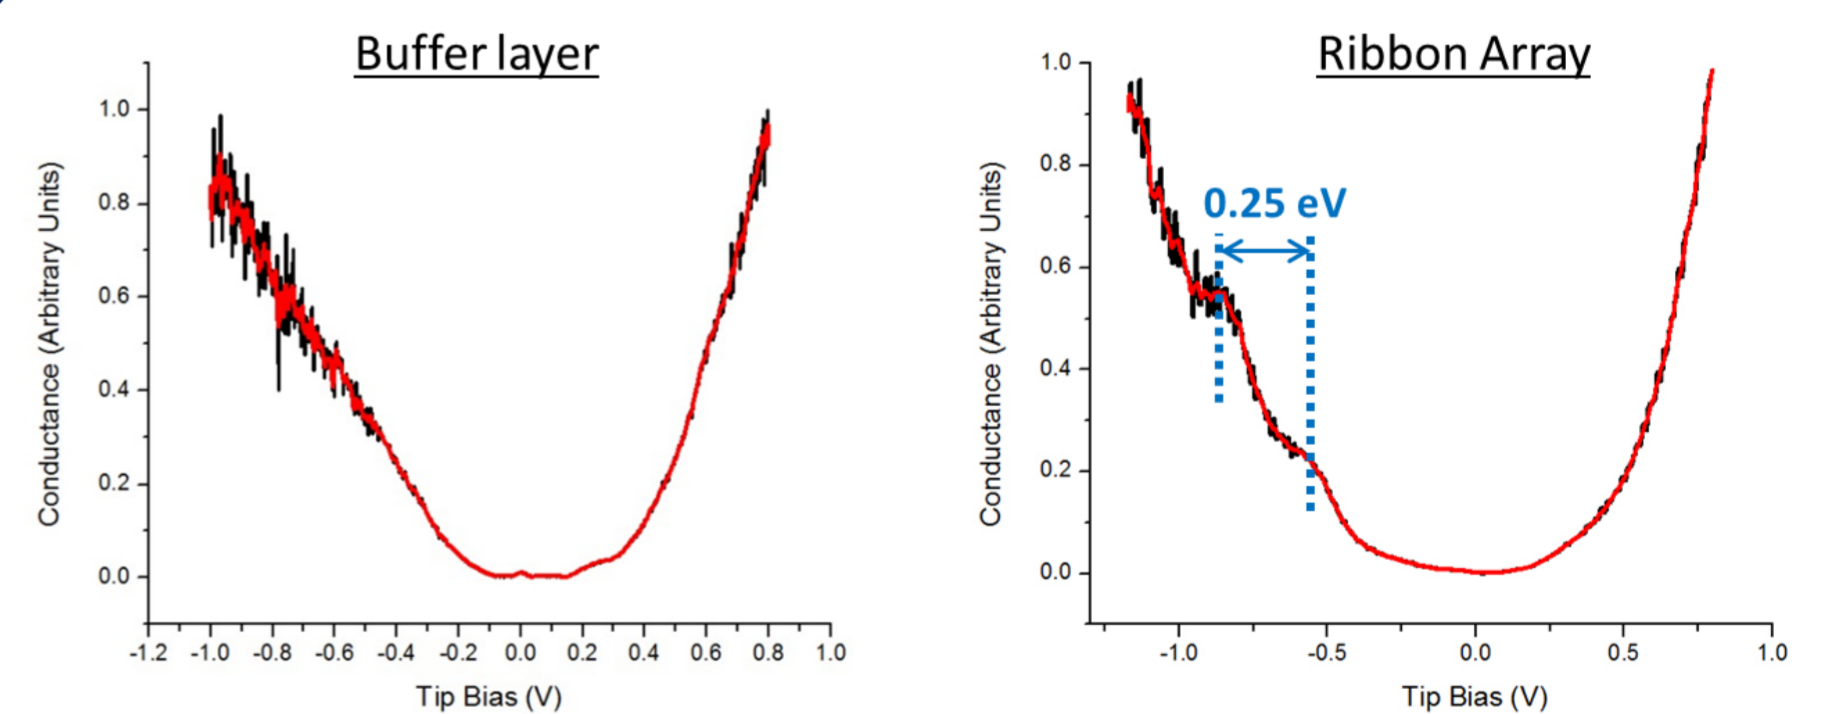 Buffer layer
Conductance (Arbitrary Units)
1.0
0.8
0.6
0.4
0.2
0.0
-1.2 -1.0 -0.8 -0.6 -0.4 -0.2 0.0 0.2 0.4 0.6 0.8 1.0
Tip Bias (V)
Ribbon Array
Conductance (Arbitrary Units)
1.0
0.8
0.6
0.4
0.2
0.0
0.25 eV
-1.0 -0.5 0.0 0.5 1.0
Tip Bias (V)